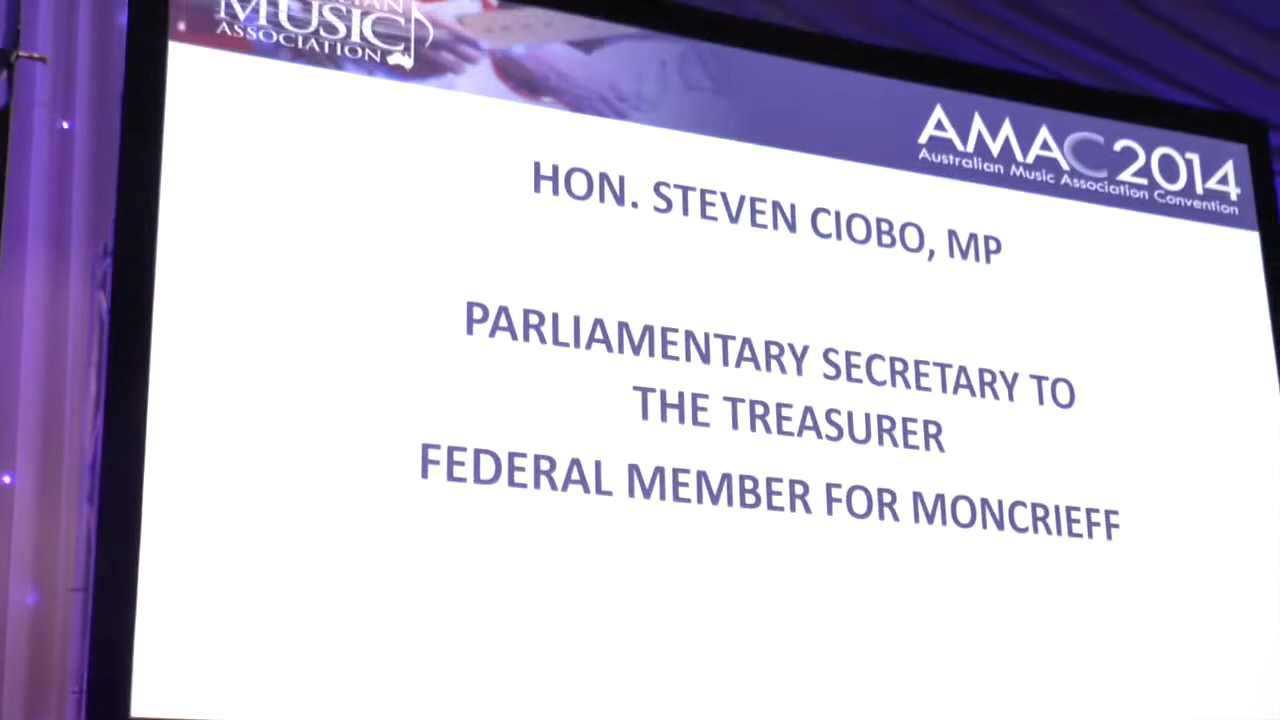 MUSIC
ASSOCIATION
AMAC2014
Australian Music Association Convention
HON. STEVEN CIOBO, MP
PARLIAMENTARY SECRETARY TO
THE TREASURER
FEDERAL MEMBER FOR MONCRIEFF